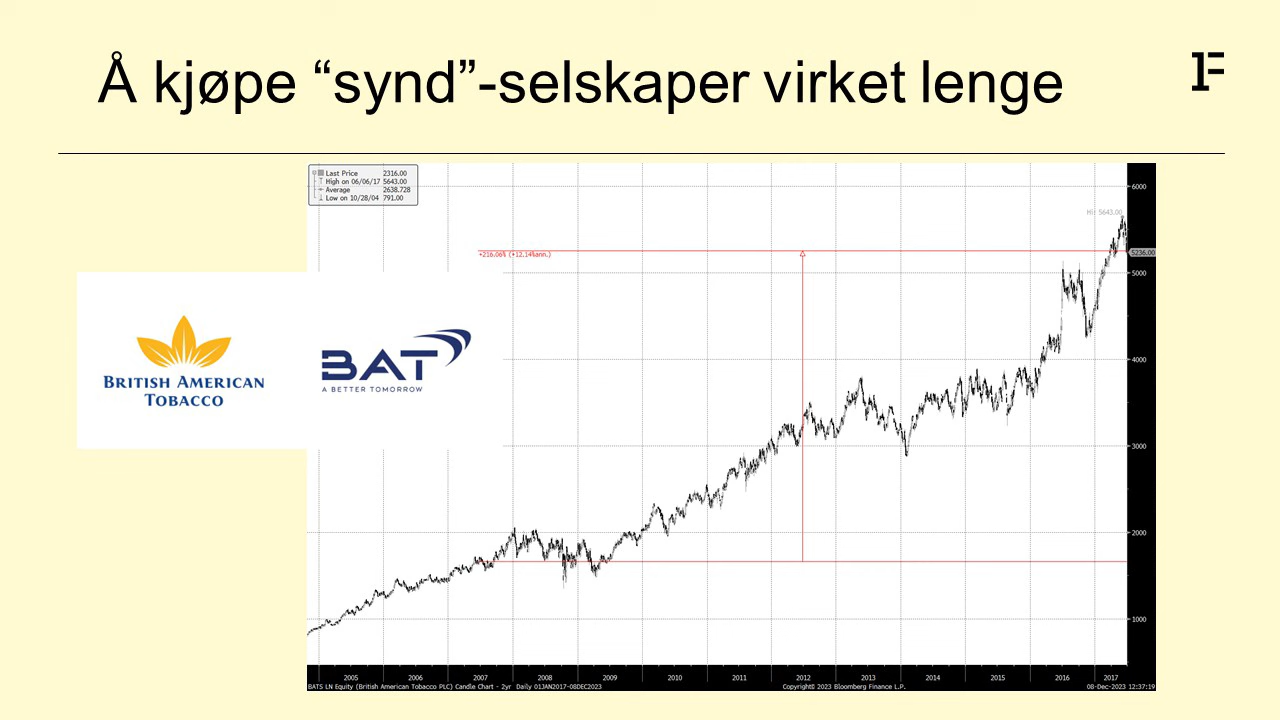 Å kjøpe “synd”-selskaper virket lenge
1F
Last Price 2316.00
High on 06/06/17 5643.00
Average 2638.728
Low on 10/28/04 791.00
6000
Hi: 5643.00
+216.06% (+12.14%ann.)
5236.00
5000
BRITISH AMERICAN
TOBACCO
BAT
A BETTER TOMORROW
4000
3000
2000
1000
2005 2006 2007 2008 2009 2010 2011 2012 2013 2014 2015 2016 2017
BATS LN Equity (British American Tobacco PLC) Candle Chart - 2yr Daily 01JAN2017-08DEC2023 Copyright© 2023 Bloomberg Finance L.P. 08-Dec-2023 12:37:19